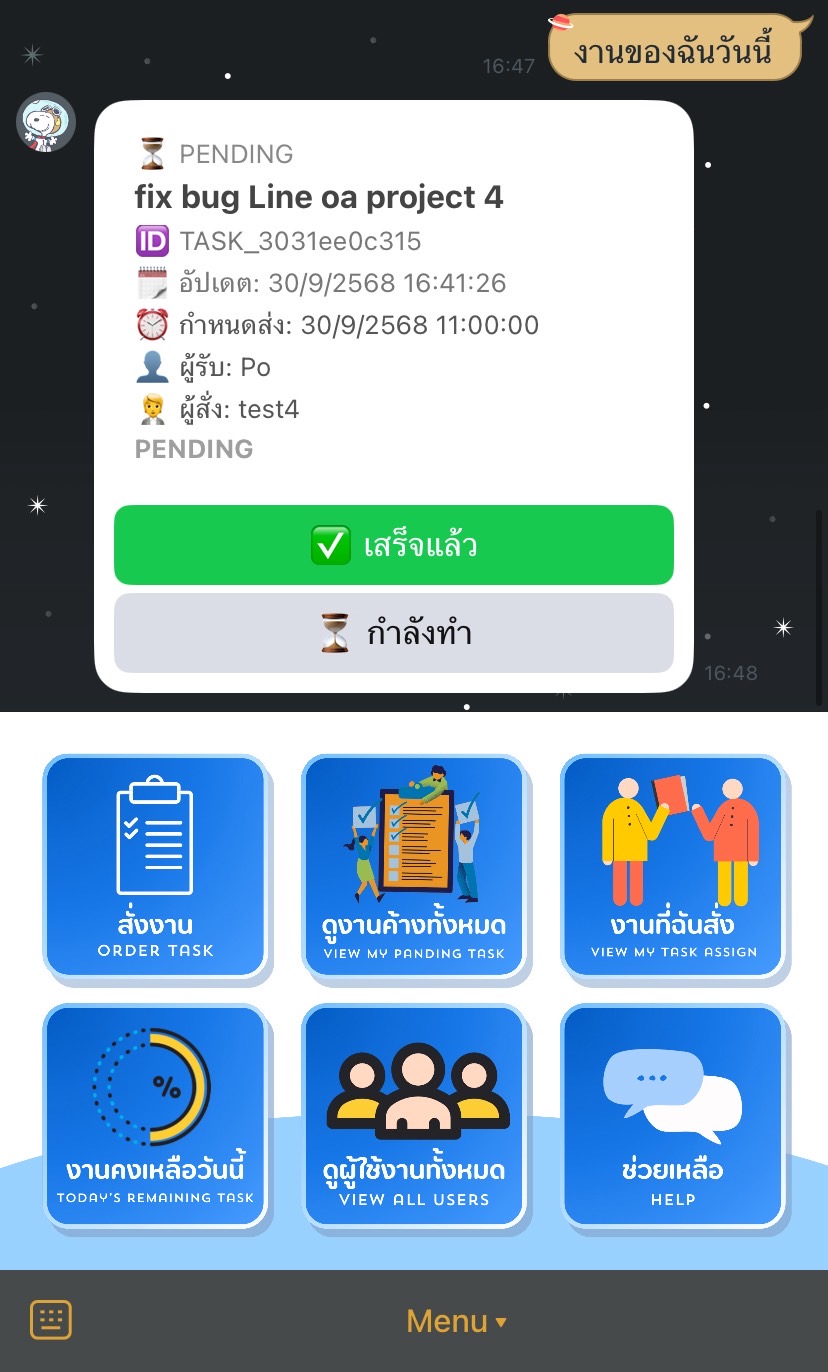 งานของฉันวันนี้
16:47
PENDING
fix bug Line oa project 4
ID TASK_3031ee0c315
อัปเดต: 30/9/2568 16:41:26
กำหนดส่ง: 30/9/2568 11:00:00
ผู้รับ: Po
ผู้สั่ง: test4
PENDING
เสร็จแล้ว
กำลังทำ
16:48
สั่งงาน
ORDER TASK
ดูงานค้างทั้งหมด
VIEW MY PANDING TASK
งานที่ฉันสั่ง
VIEW MY TASK ASSIGN
%
งานคงเหลือวันนี้
TODAY'S REMAINING TASK
ดูผู้ใช้งานทั้งหมด
VIEW ALL USERS
ช่วยเหลือ
HELP
Menu